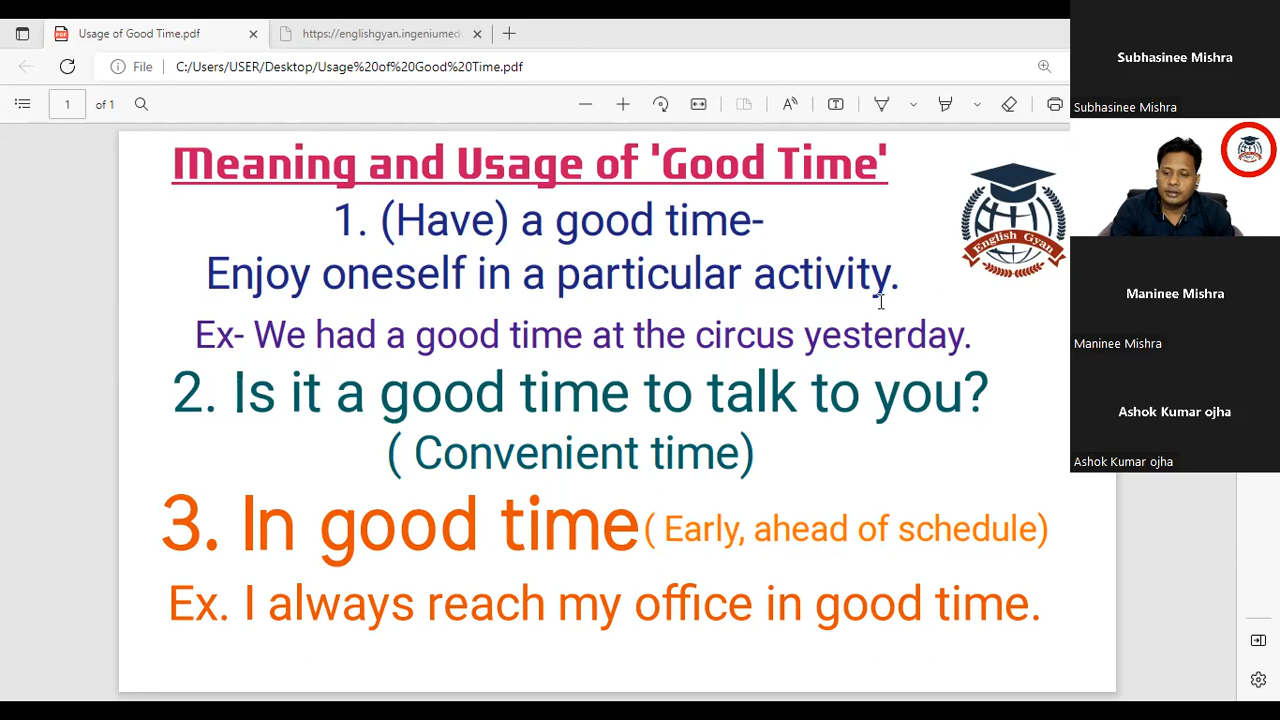 Usage of Good Time.pdf
https://englishgyan.ingeniumedu
File
C:/Users/USER/Desktop/Usage%20of%20Good%20Time.pdf
1 of 1
Meaning and Usage of 'Good Time'
1. (Have) a good time-
Enjoy oneself in a particular activity.
Ex- We had a good time at the circus yesterday.
2. Is it a good time to talk to you?
( Convenient time)
3. In good time( Early, ahead of schedule)
Ex. I always reach my office in good time.
English Gyan
Subhasinee Mishra
Subhasinee Mishra
Maninee Mishra
Maninee Mishra
Ashok Kumar ojha
Ashok Kumar ojha